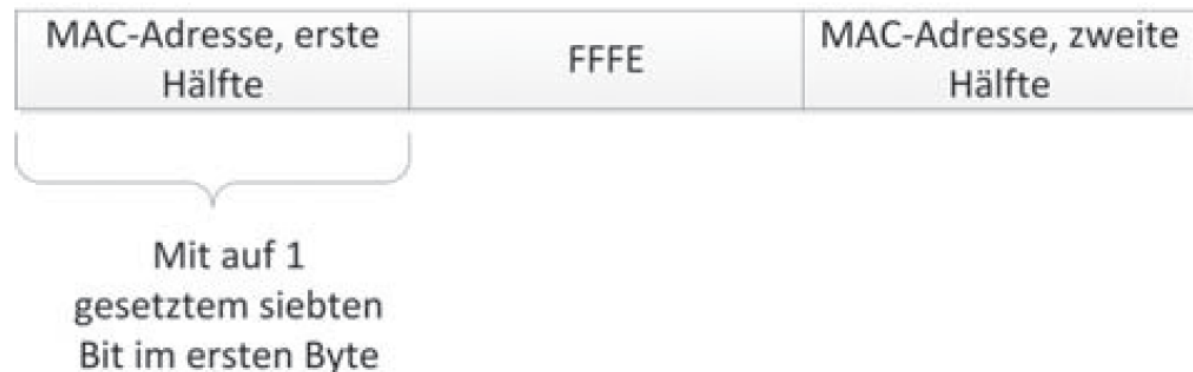 MAC-Adresse, erste
Hälfte
FFFE
MAC-Adresse, zweite
Hälfte
Mit auf 1
gesetztem siebten
Bit im ersten Byte